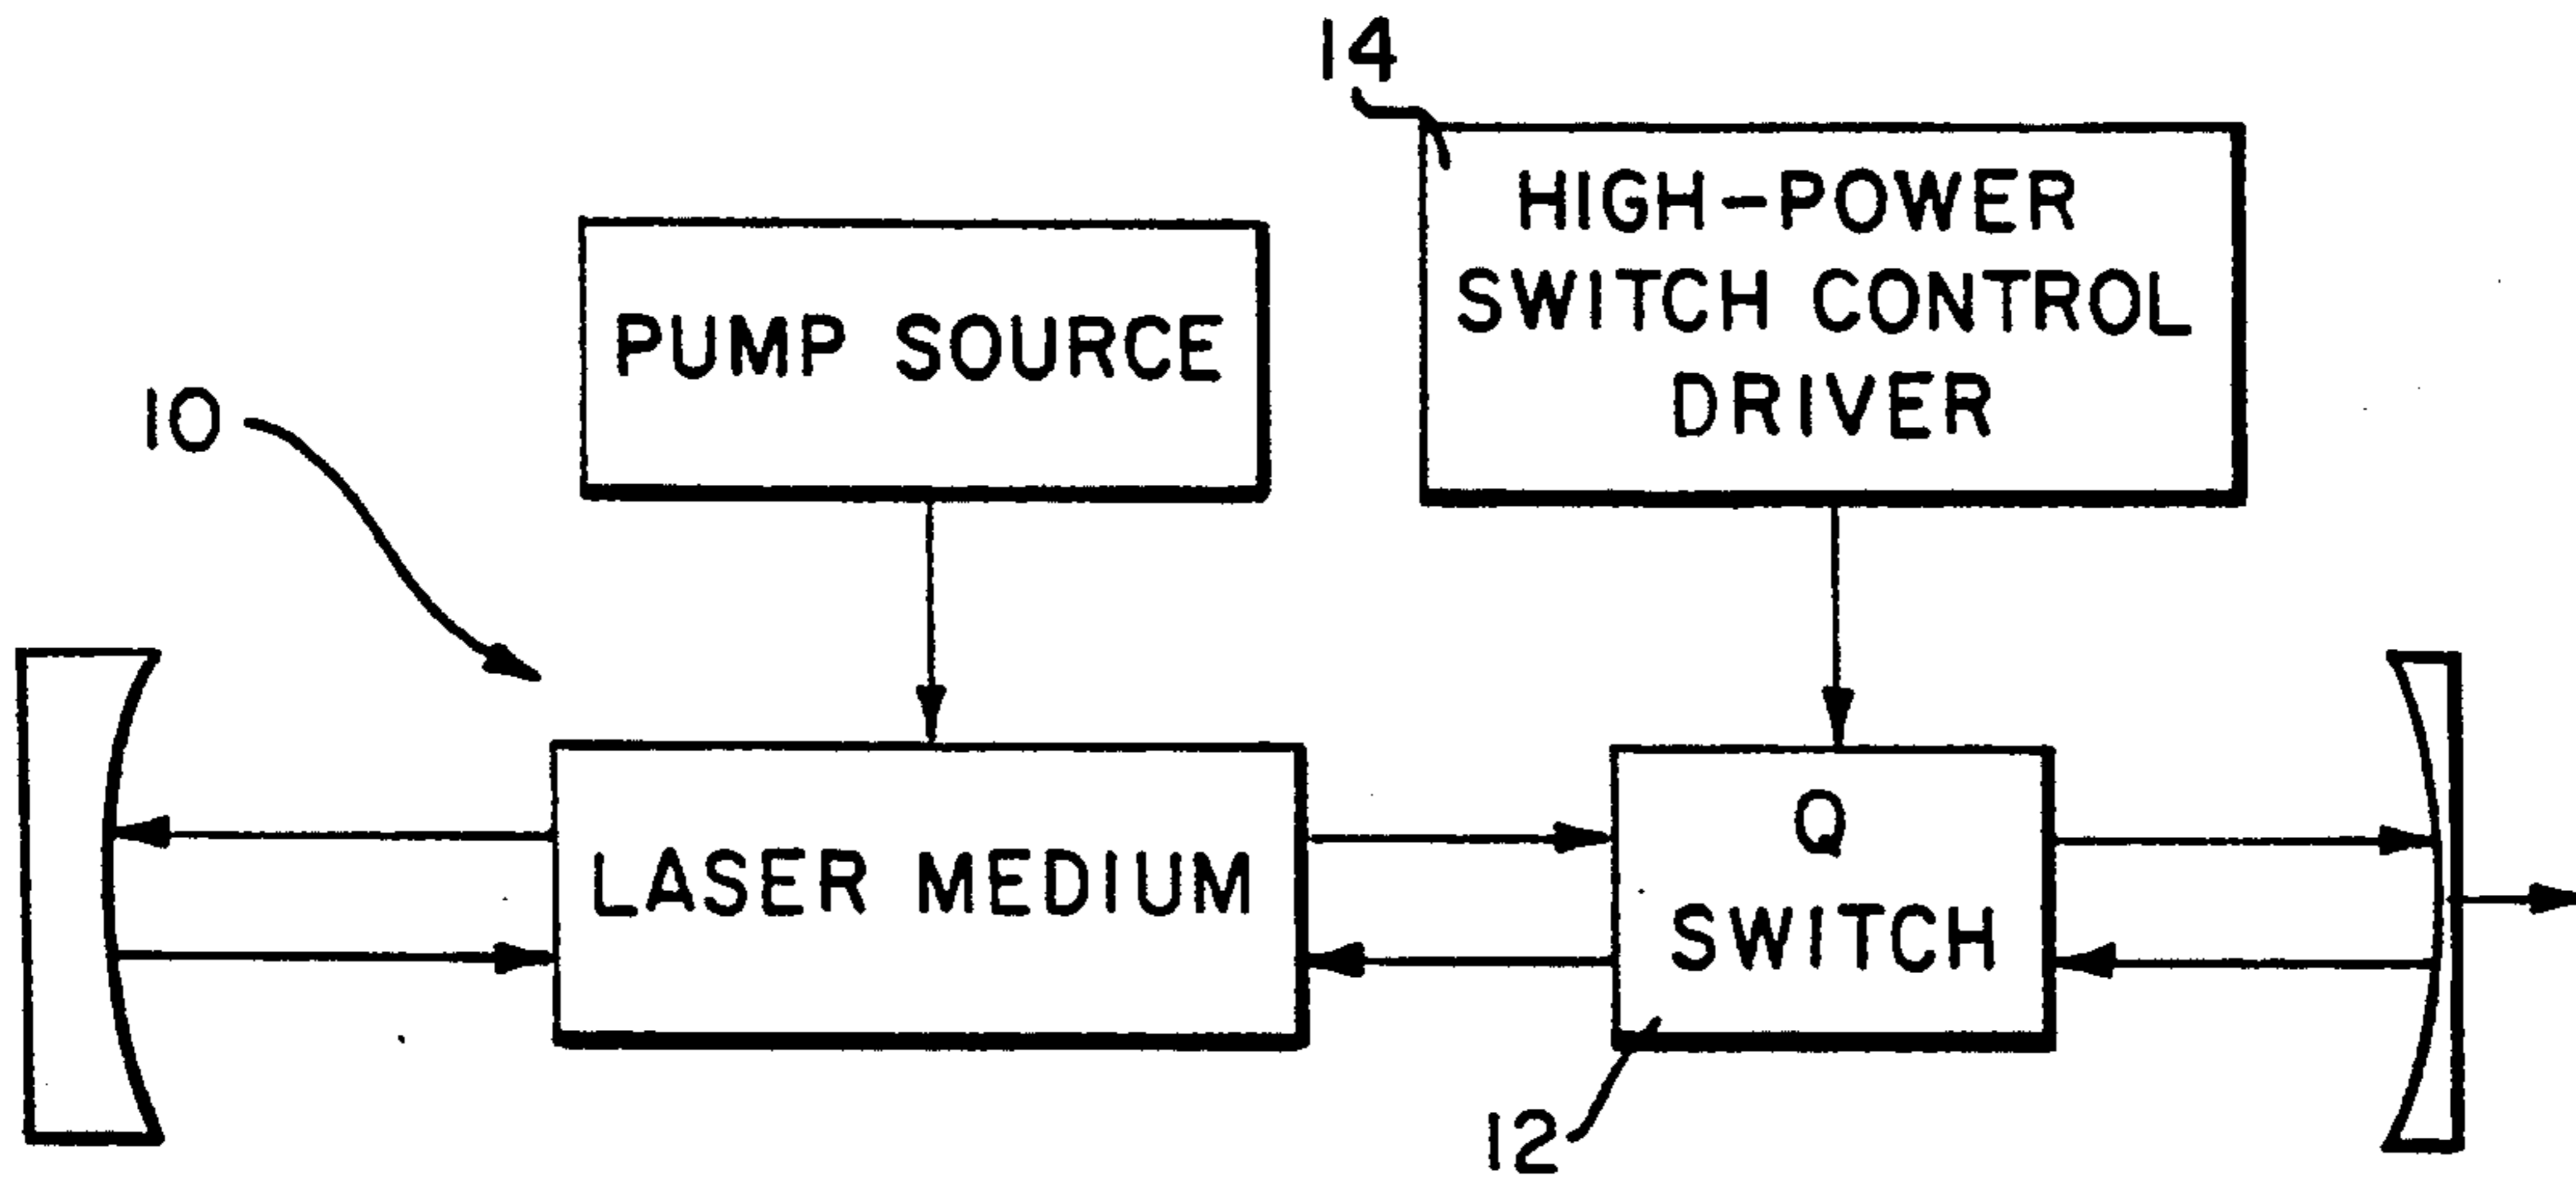 14
HIGH-POWER
SWITCH CONTROL
DRIVER
PUMP SOURCE
10
LASER MEDIUM
Q
SWITCH
12